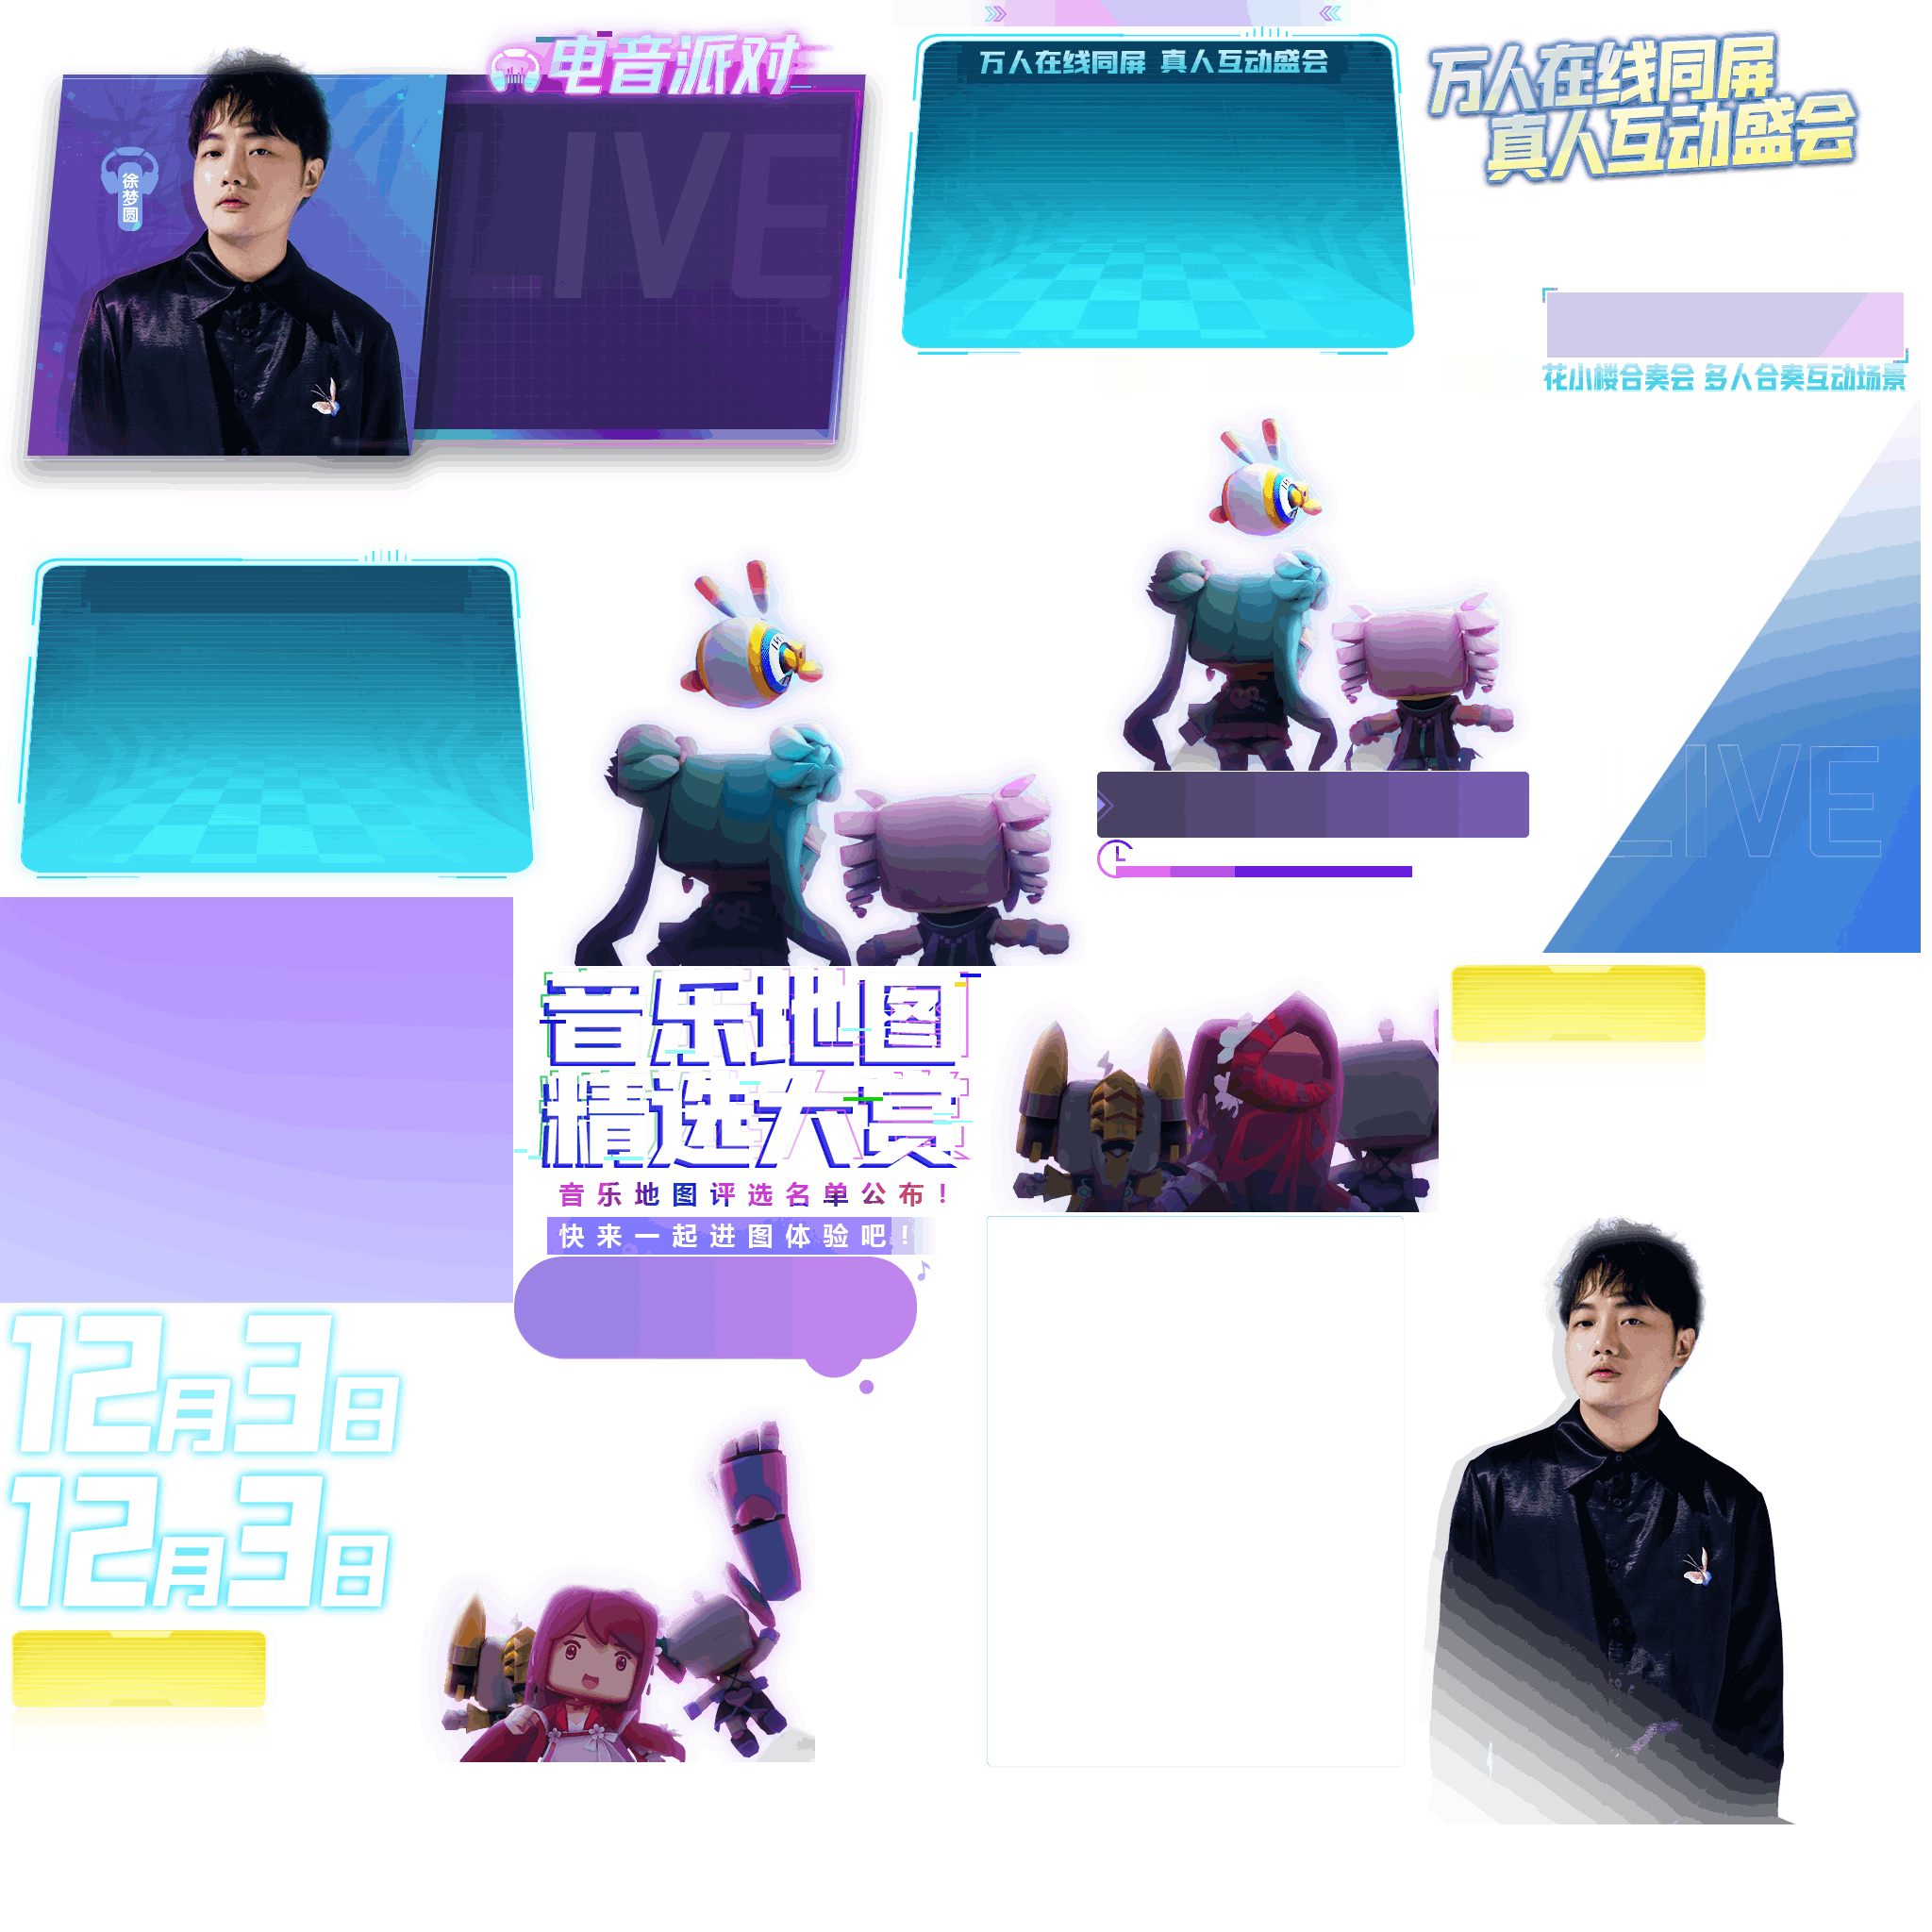 电音派对
徐梦圆
LIVE
万人在线同屏 真人互动盛会
万人在线同屏
真人互动盛会
花小楼合奏会 多人合奏互动场景
LIVE
音乐地图
精选大赏
音乐地图评选名单公布！
快来一起进图体验吧！
12月3日
12月3日